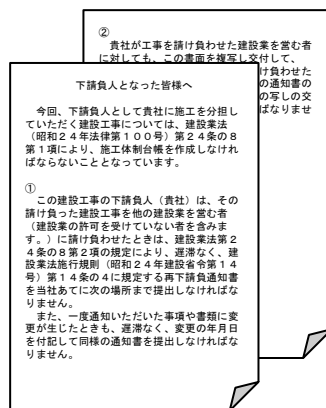 下請負人となった皆様へ
今回、下請負人として貴社に施工を分担し
ていただく建設工事については、建設業法
（昭和２４年法律第１００号）第２４条の８
第１項により、施工体制台帳を作成しなけれ
ばならないこととなっています。
①
この建設工事の下請負人（貴社）は、その
請け負った建設工事を他の建設業を営む者
（建設業の許可を受けていない者を含みま
す。）に請け負わせたときは、建設業法第２
４条の８第２項の規定により、遅滞なく、建
設業法施行規則（昭和２４年建設省令第１４
号）第１４条の４に規定する再下請負通知書
を当社あてに次の場所まで提出しなければな
りません。
また、一度通知いただいた事項や書類に変
更が生じたときも、遅滞なく、変更の年月日
を付記して同様の通知書を提出しなければな
りません。
②
貴社が工事を請け負わせた建設業を営む者
に対しても、この書面を複写し交付して、
け負わせた
の通知書の
の写しの交
ばなりませ